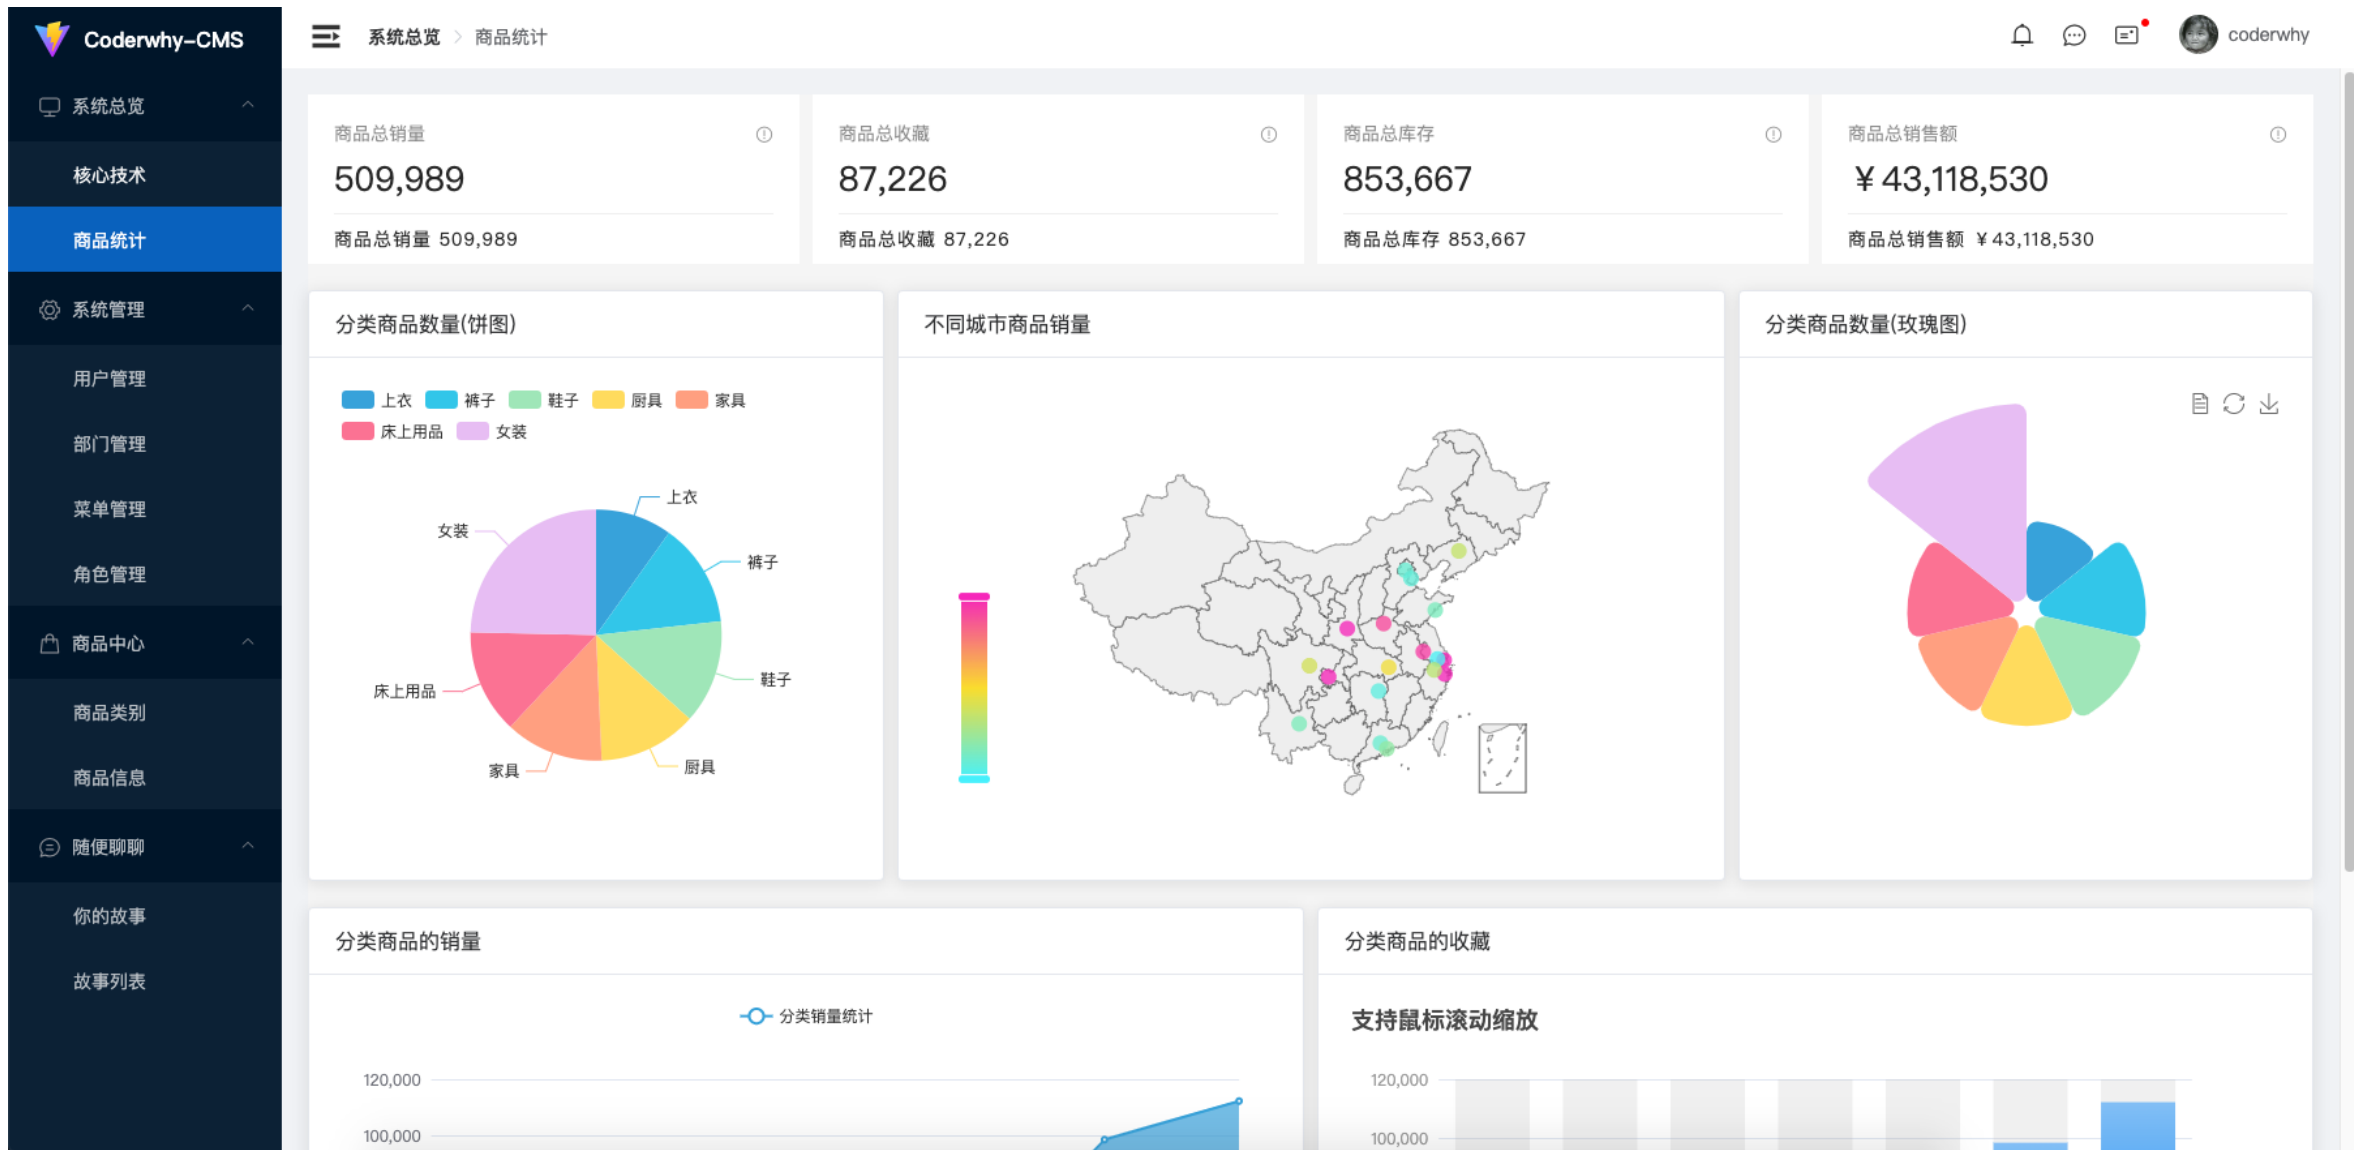 Coderwhy-CMS
系统总览
核心技术
商品统计
系统管理
用户管理
部门管理
菜单管理
角色管理
商品中心
商品类别
商品信息
随便聊聊
你的故事
故事列表
系统总览 > 商品统计
coderwhy
商品总销量
509,989
商品总销量 509,989
商品总收藏
87,226
商品总收藏 87,226
商品总库存
853,667
商品总库存 853,667
商品总销售额
¥43,118,530
商品总销售额 ¥43,118,530
分类商品数量(饼图)
上衣 裤子 鞋子 厨具 家具
床上用品 女装
上衣
女装
裤子
鞋子
床上用品
厨具
家具
不同城市商品销量
分类商品数量(玫瑰图)
分类商品的销量
分类销量统计
120,000
100,000
分类商品的收藏
支持鼠标滚动缩放
120,000
100,000